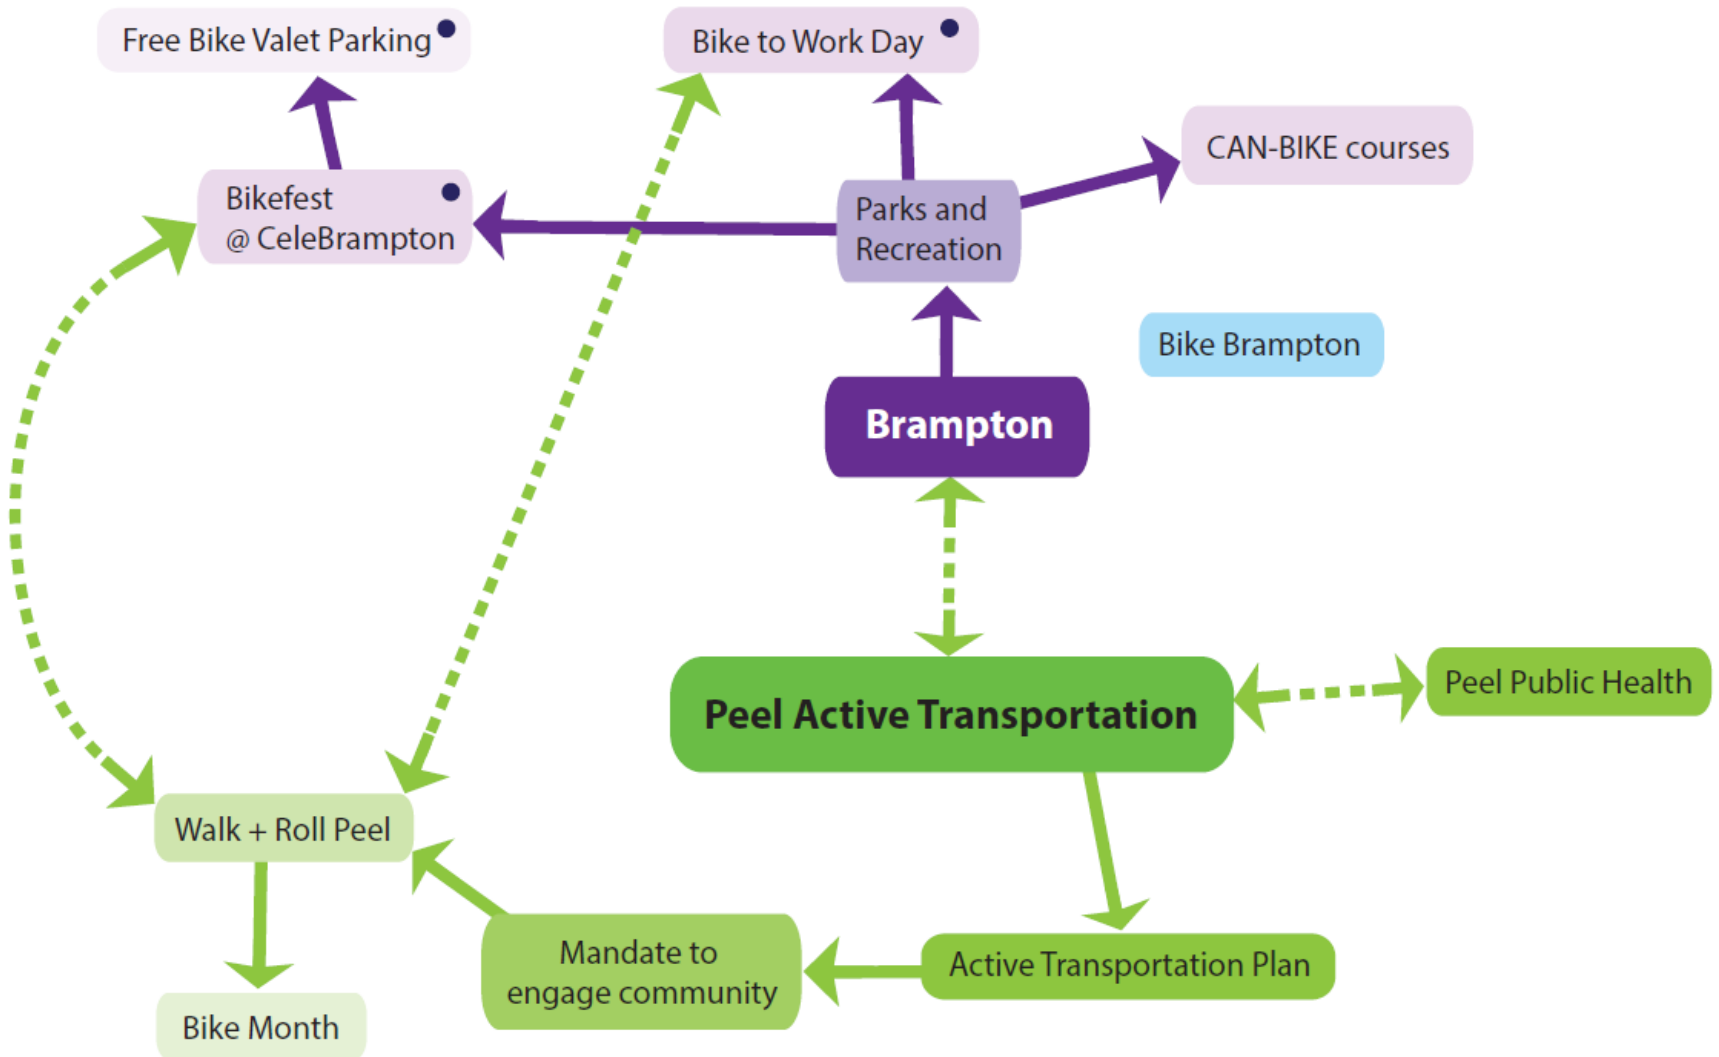 Free Bike Valet Parking
Bike to Work Day
CAN-BIKE courses
Bikefest
@ CeleBrampton
Parks and
Recreation
Bike Brampton
Brampton
Peel Active Transportation
Peel Public Health
Walk + Roll Peel
Mandate to
engage community
Active Transportation Plan
Bike Month